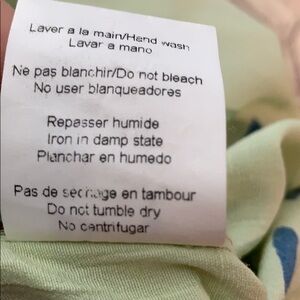 Laver a la main/Hand wash
Lavar a mano
Ne pas blanchir/Do not bleach
No user blanqueadores
Repasser humide
Iron in damp state
Planchar en humedo
Pas de sechage en tambour
Do not tumble dry
No centrifugar